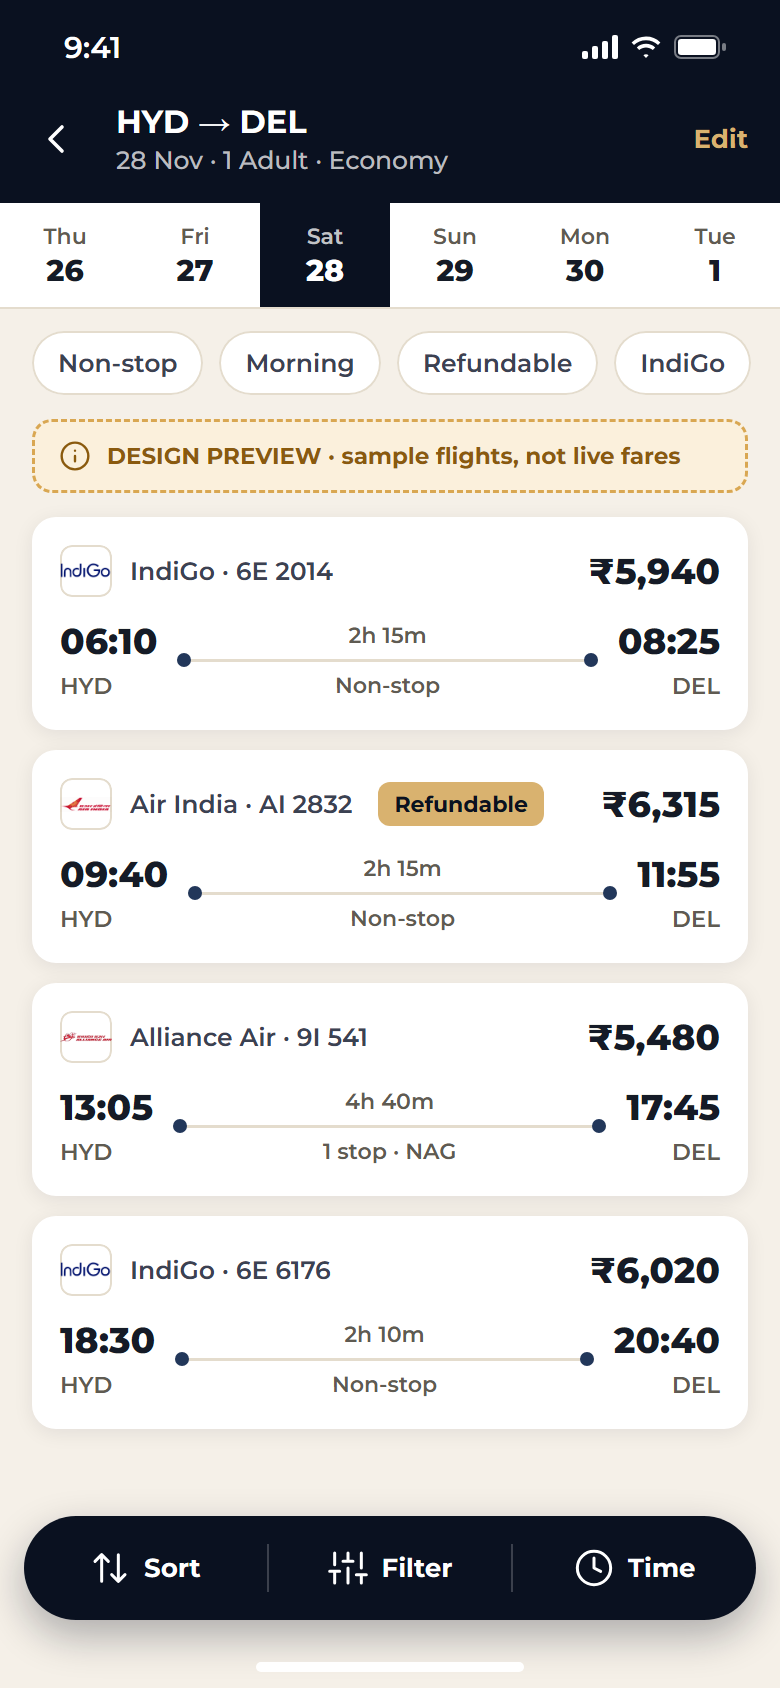 9:41
HYD → DEL
28 Nov · 1 Adult · Economy
Edit
Thu Fri Sat Sun Mon Tue
26 27 28 29 30 1
Non-stop Morning Refundable IndiGo
DESIGN PREVIEW · sample flights, not live fares
IndiGo IndiGo · 6E 2014 ₹5,940
06:10 2h 15m 08:25
HYD Non-stop DEL
Air India · AI 2832 Refundable ₹6,315
09:40 2h 15m 11:55
HYD Non-stop DEL
Alliance Air · 9I 541 ₹5,480
13:05 4h 40m 17:45
HYD 1 stop · NAG DEL
IndiGo IndiGo · 6E 6176 ₹6,020
18:30 2h 10m 20:40
HYD Non-stop DEL
Sort Filter Time